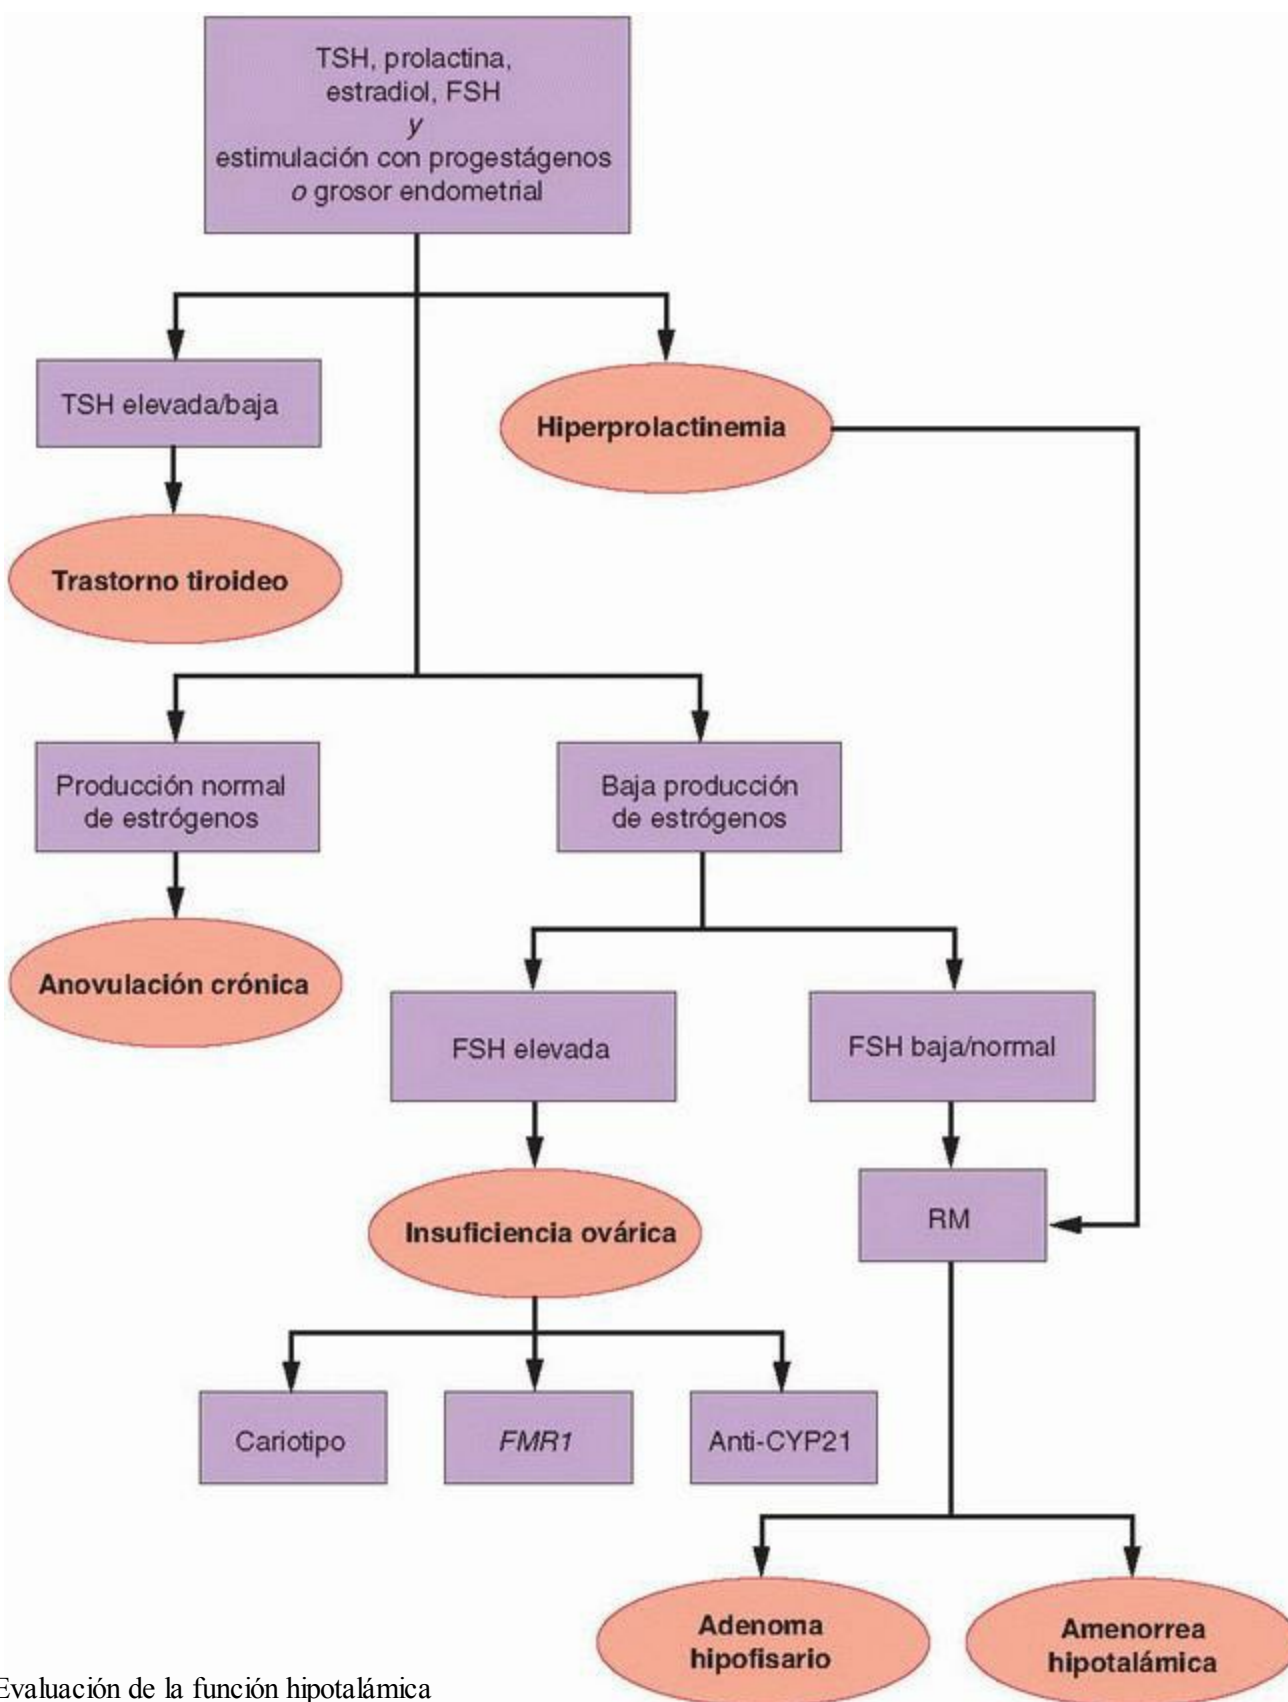 TSH, prolactina,
estradiol, FSH
y
estimulación con progestágenos
o grosor endometrial
TSH elevada/baja
Hiperprolactinemia
Trastorno tiroideo
Producción normal
de estrógenos
Baja producción
de estrógenos
Anovulación crónica
FSH elevada
FSH baja/normal
Insuficiencia ovárica
RM
Cariotipo
FMR1
Anti-CYP21
Adenoma
hipofisario
Amenorrea
hipotalámica
Evaluación de la función hipotalámica